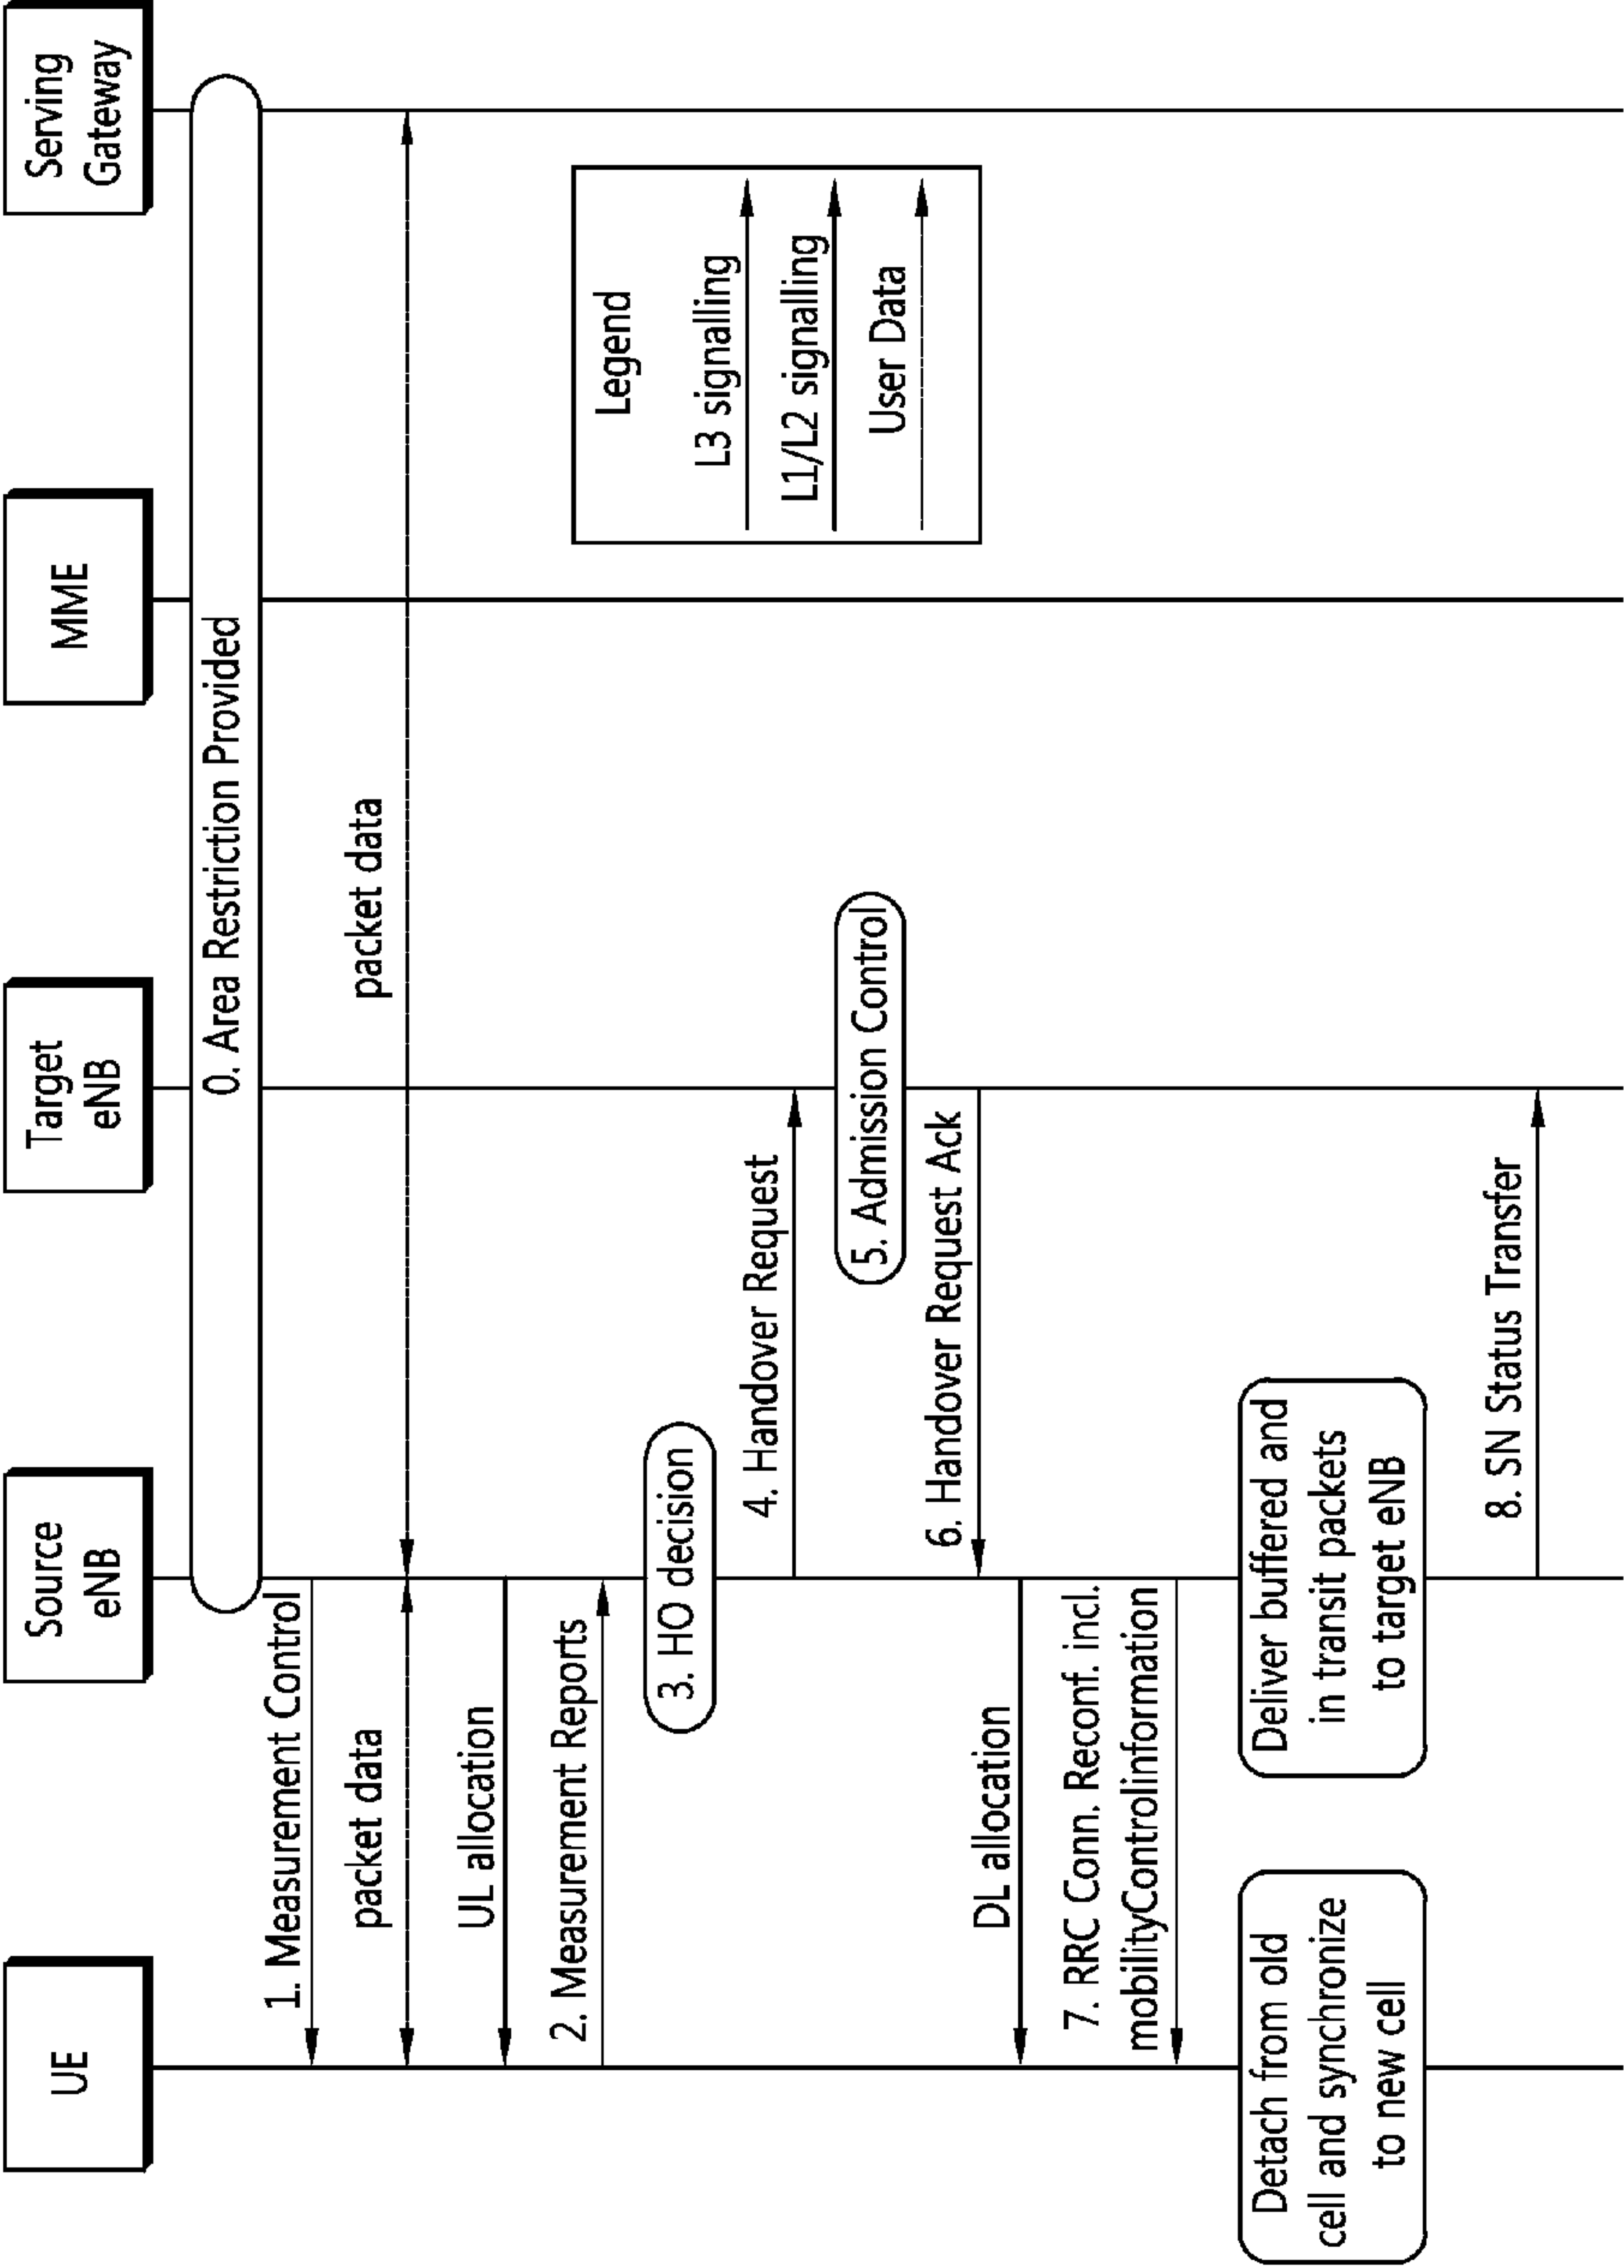 UE
Source
eNB
Target
eNB
MME
Serving
Gateway
0. Area Restriction Provided
1. Measurement Control
packet data
packet data
UL allocation
2. Measurement Reports
3. HO decision
Legend
L3 signalling
L1/L2 signalling
User Data
4. Handover Request
5. Admission Control
6. Handover Request Ack
DL allocation
7. RRC Conn. Reconf. incl.
mobilityControlinformation
Detach from old
cell and synchronize
to new cell
Deliver buffered and
in transit packets
to target eNB
8. SN Status Transfer